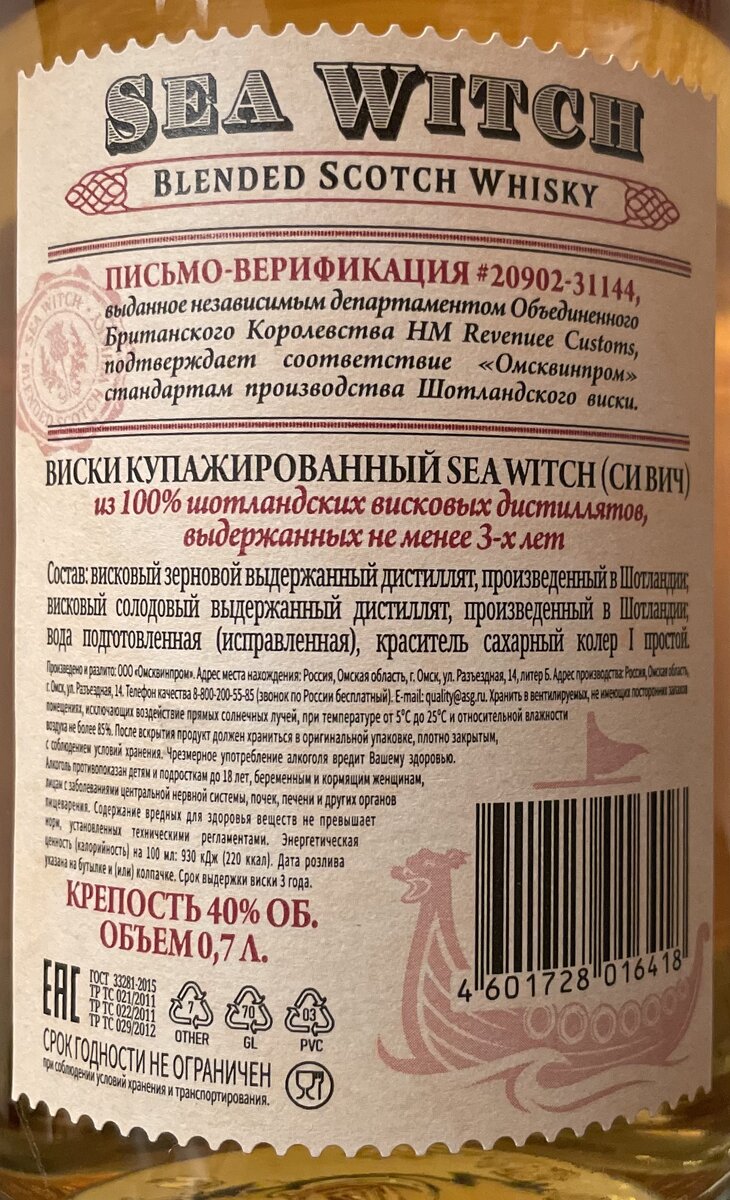 SEA WITCH
BLENDED SCOTCH WHISKY
ПИСЬМО-ВЕРИФИКАЦИЯ #20902-31144,
выданное независимым департаментом Объединенного
Британского Королевства HM Revenuee Customs,
подтверждает соответствие «Омсквинпром»
стандартам производства Шотландского виски.
SEA WITCH
BLENDED SCOTCH
ВИСКИ КУПАЖИРОВАННЫЙ SEA WITCH (СИ ВИЧ)
из 100% шотландских висковых дистиллятов,
выдержанных не менее 3-х лет
Состав: висковый зерновой выдержанный дистиллят, произведенный в Шотландии;
висковый солодовый выдержанный дистиллят, произведенный в Шотландии;
вода подготовленная (исправленная), краситель сахарный колер I простой.
Произведено и разлито: ООО «Омсквинпром». Адрес места нахождения: Россия, Омская область, г. Омск, ул. Разъездная, 14, литер Б. Адрес производства: Россия, Омская область,
г. Омск, ул. Разъездная, 14. Телефон качества 8-800-200-55-85 (звонок по России бесплатный). E-mail: quality@asg.ru. Хранить в вентилируемых, не имеющих посторонних запахов
помещениях, исключающих воздействие прямых солнечных лучей, при температуре от 5°С до 25°С и относительной влажности
воздуха не более 85%. После вскрытия продукт должен храниться в оригинальной упаковке, плотно закрытым,
с соблюдением условий хранения. Чрезмерное употребление алкоголя вредит Вашему здоровью.
Алкоголь противопоказан детям и подросткам до 18 лет, беременным и кормящим женщинам,
лицам с заболеваниями центральной нервной системы, почек, печени и других органов
пищеварения. Содержание вредных для здоровья веществ не превышает
норм, установленных техническими регламентами. Энергетическая
ценность (калорийность) на 100 мл: 930 кДж (220 ккал). Дата розлива
указана на бутылке и (или) колпачке. Срок выдержки виски 3 года.
КРЕПОСТЬ 40% ОБ.
ОБЪЕМ 0,7 Л.
EAC
ГОСТ 33281-2015
ТР ТС 021/2011
ТР ТС 022/2011
ТР ТС 029/2012
7
OTHER
70
GL
03
PVC
СРОК ГОДНОСТИ НЕ ОГРАНИЧЕН
при соблюдении условий хранения и транспортирования.
4 601728 016418